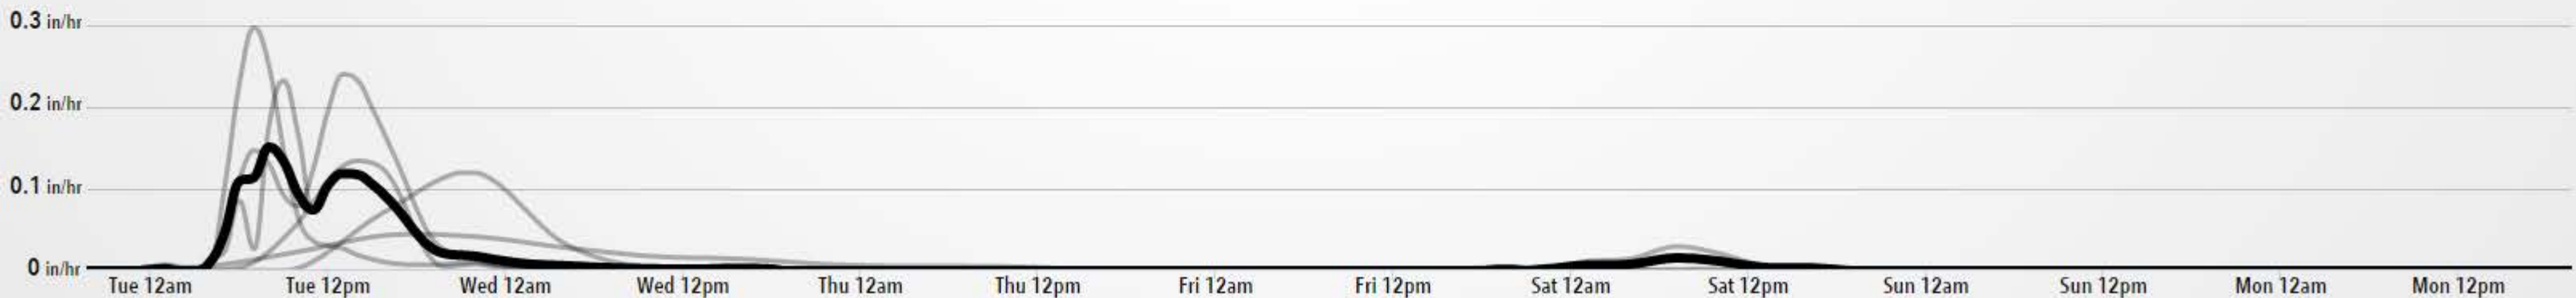 0.3 in/hr
0.2 in/hr
0.1 in/hr
0 in/hr
Tue 12am Tue 12pm Wed 12am Wed 12pm Thu 12am Thu 12pm Fri 12am Fri 12pm Sat 12am Sat 12pm Sun 12am Sun 12pm Mon 12am Mon 12pm